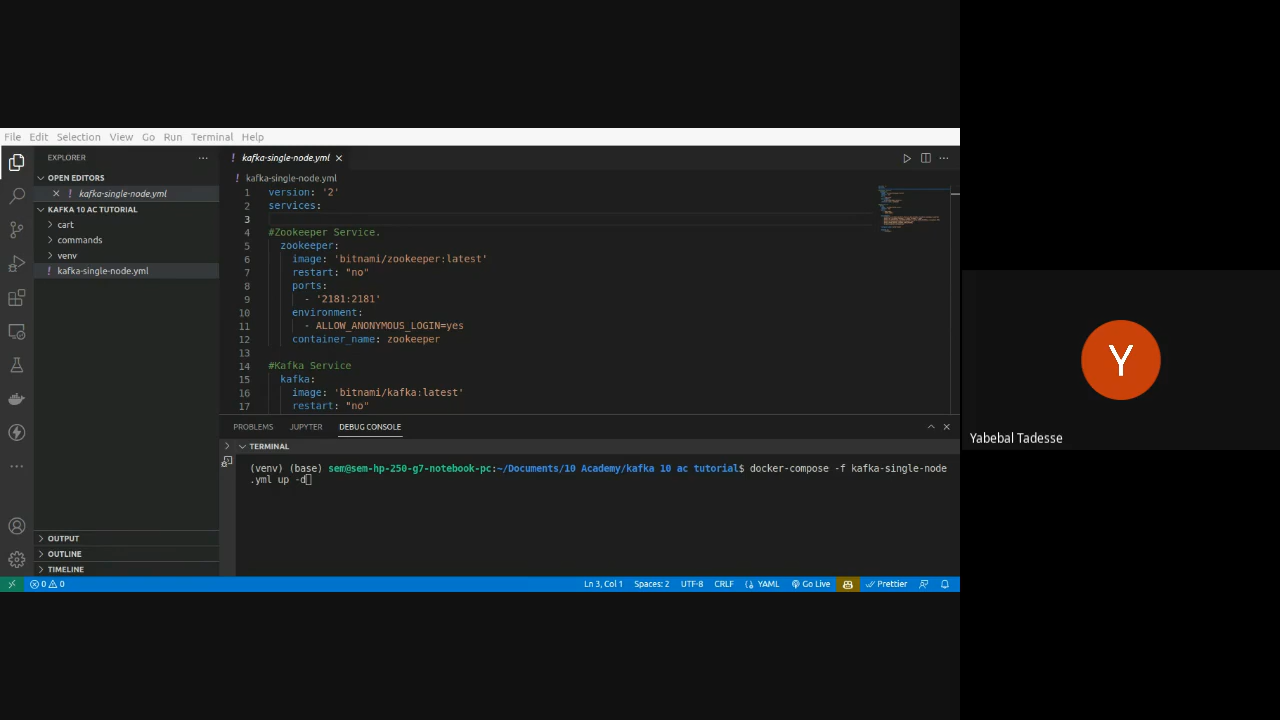 File Edit Selection View Go Run Terminal Help
EXPLORER
OPEN EDITORS
kafka-single-node.yml
KAFKA 10 AC TUTORIAL
cart
commands
venv
kafka-single-node.yml
OUTPUT
OUTLINE
TIMELINE
kafka-single-node.yml
kafka-single-node.yml
1 version: '2'
2 services:
3
4 #Zookeeper Service.
5 zookeeper:
6 image: 'bitnami/zookeeper:latest'
7 restart: "no"
8 ports:
9 - '2181:2181'
10 environment:
11 - ALLOW_ANONYMOUS_LOGIN=yes
12 container_name: zookeeper
13
14 #Kafka Service
15 kafka:
16 image: 'bitnami/kafka:latest'
17 restart: "no"
PROBLEMS JUPYTER DEBUG CONSOLE
TERMINAL
(venv) (base) sem@sem-hp-250-g7-notebook-pc:~/Documents/10 Academy/kafka 10 ac tutorial$ docker-compose -f kafka-single-node
.yml up -d
0 0 Ln 3, Col 1 Spaces: 2 UTF-8 CRLF YAML Go Live Prettier
Y
Yabebal Tadesse